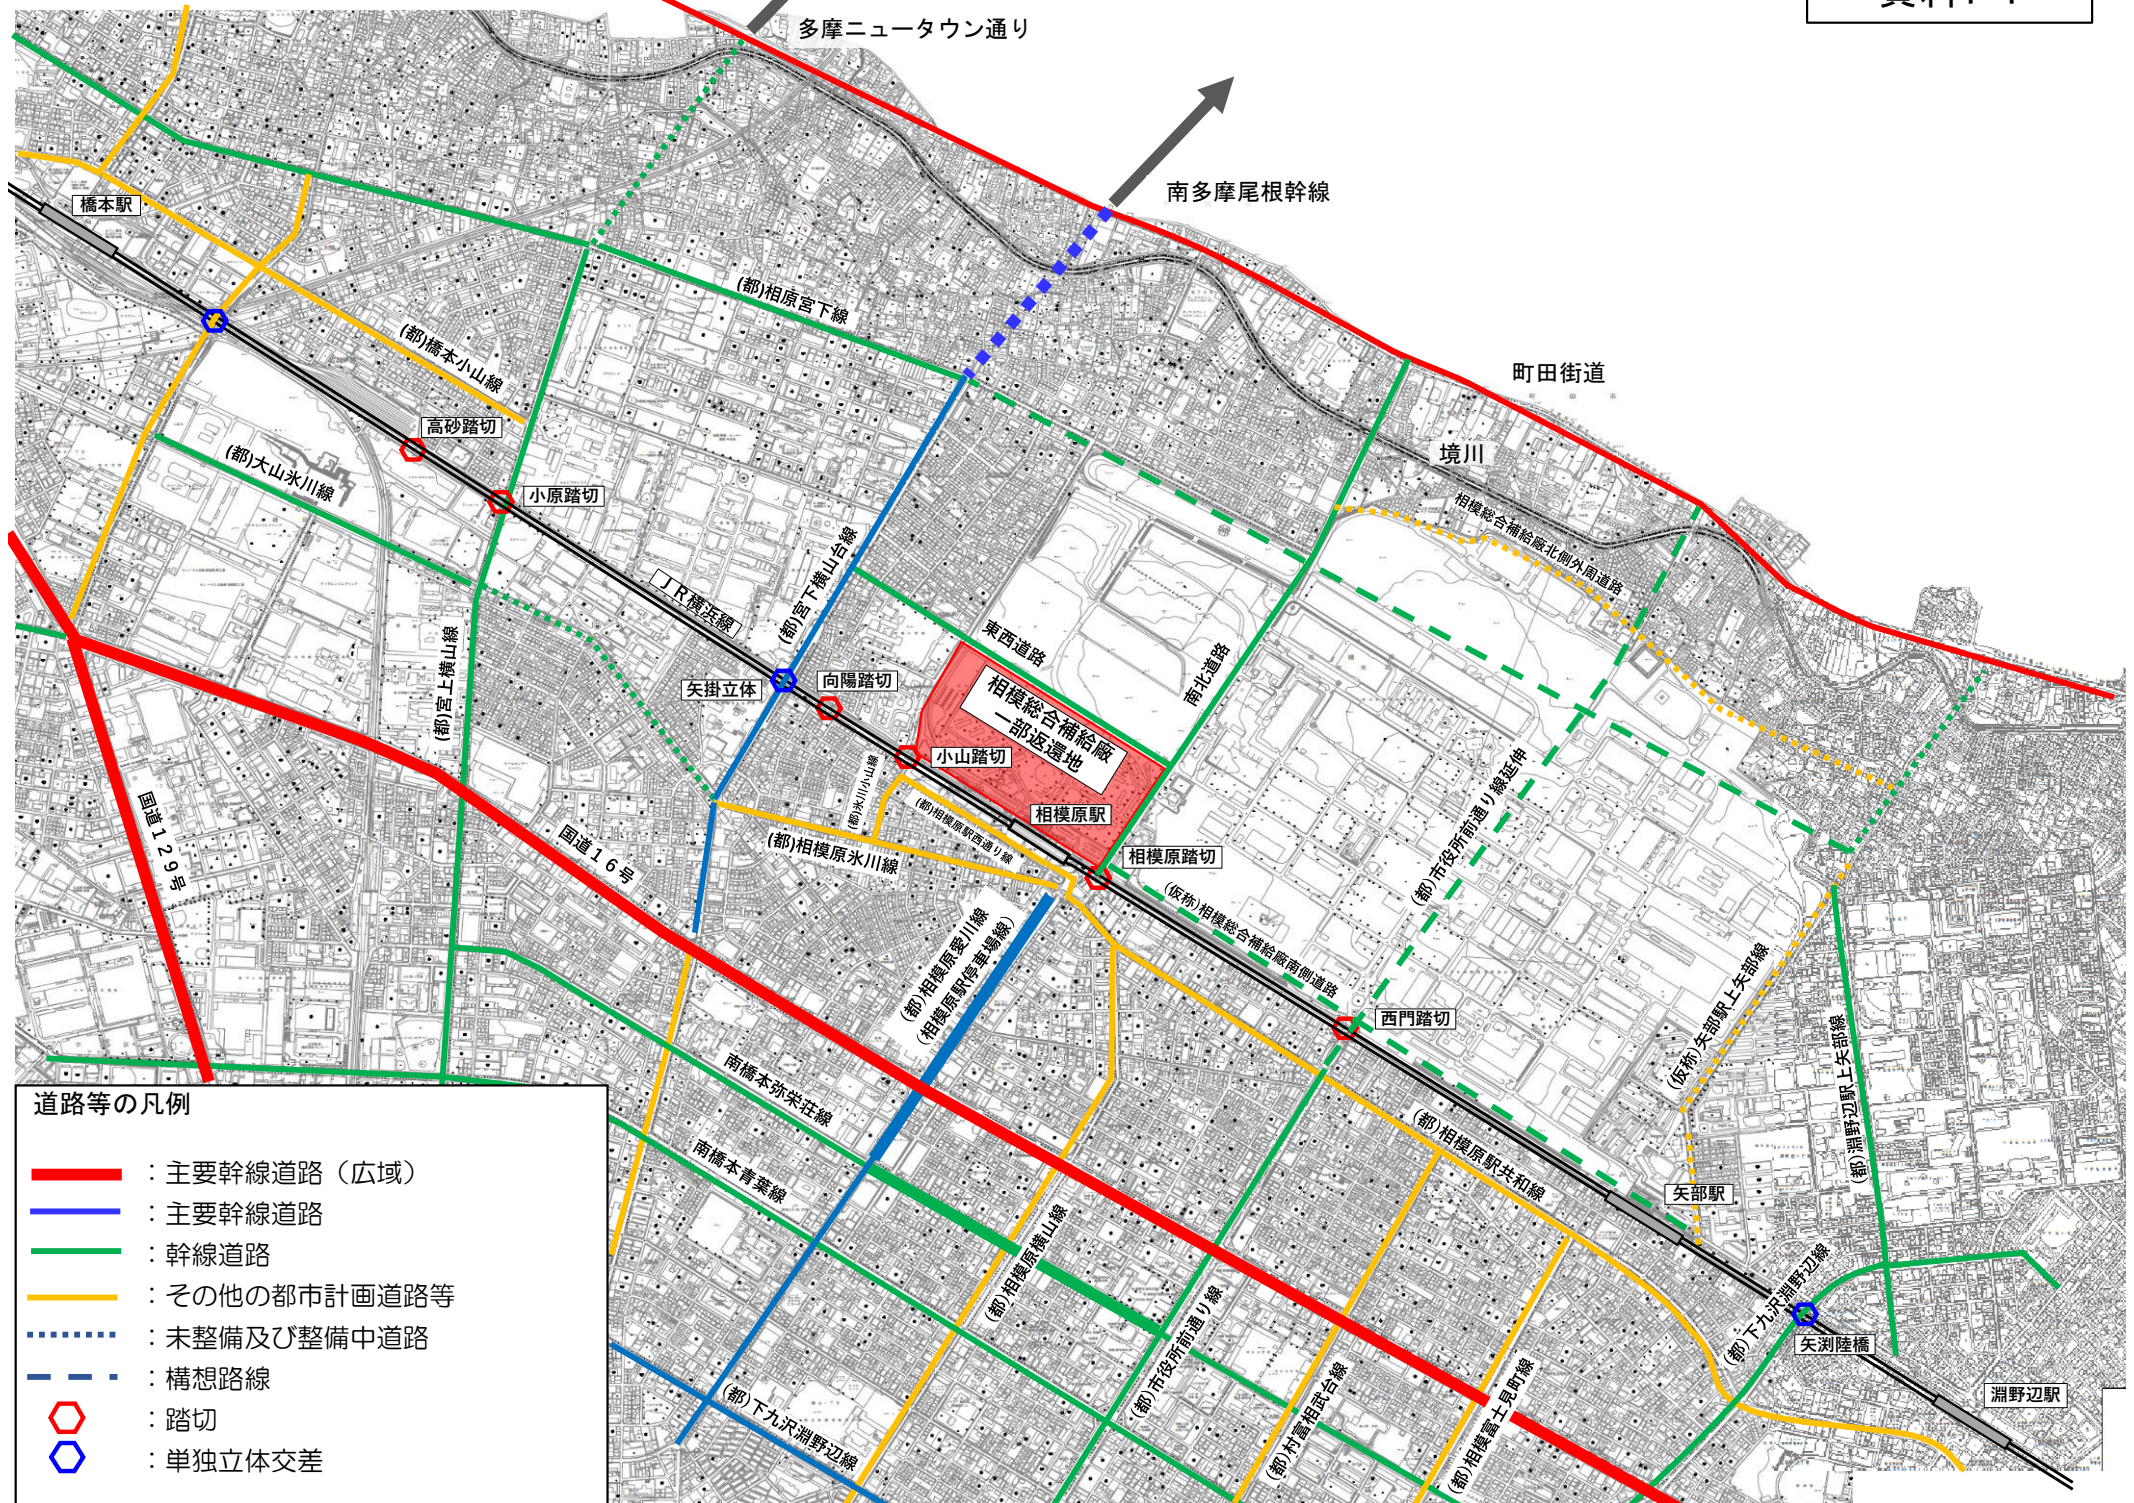 多摩ニュータウン通り
南多摩尾根幹線
橋本駅
(都)相原宮下線
(都)橋本小山線
町田街道
高砂踏切
境川
(都)大山氷川線
小原踏切
相模総合補給廠北側外周道路
ＪＲ横浜線
(都)宮下横山台線
東西道路
南北道路
(都)宮上横山線
矢掛立体
向陽踏切
相模総合補給廠
一部返還地
小山踏切
(都)市役所前通り線延伸
国道１２９号
国道１６号
(都)氷川小山線
(都)相模原駅西通り線
相模原駅
(都)相模原氷川線
相模原踏切
(仮称)相模総合補給廠南側道路
(都)相模原愛川線
(相模原駅停車場線)
西門踏切
(仮称)矢部駅上矢部線
(都)淵野辺駅上矢部線
南橋本弥栄荘線
南橋本青葉線
(都)相模原駅共和線
矢部駅
(都)相模原横山線
(都)市役所前通り線
(都)下九沢淵野辺線
矢渕陸橋
淵野辺駅
(都)村富相武台線
(都)相模富士見町線
(都)下九沢淵野辺線
道路等の凡例
：主要幹線道路（広域）
：主要幹線道路
：幹線道路
：その他の都市計画道路等
：未整備及び整備中道路
：構想路線
：踏切
：単独立体交差